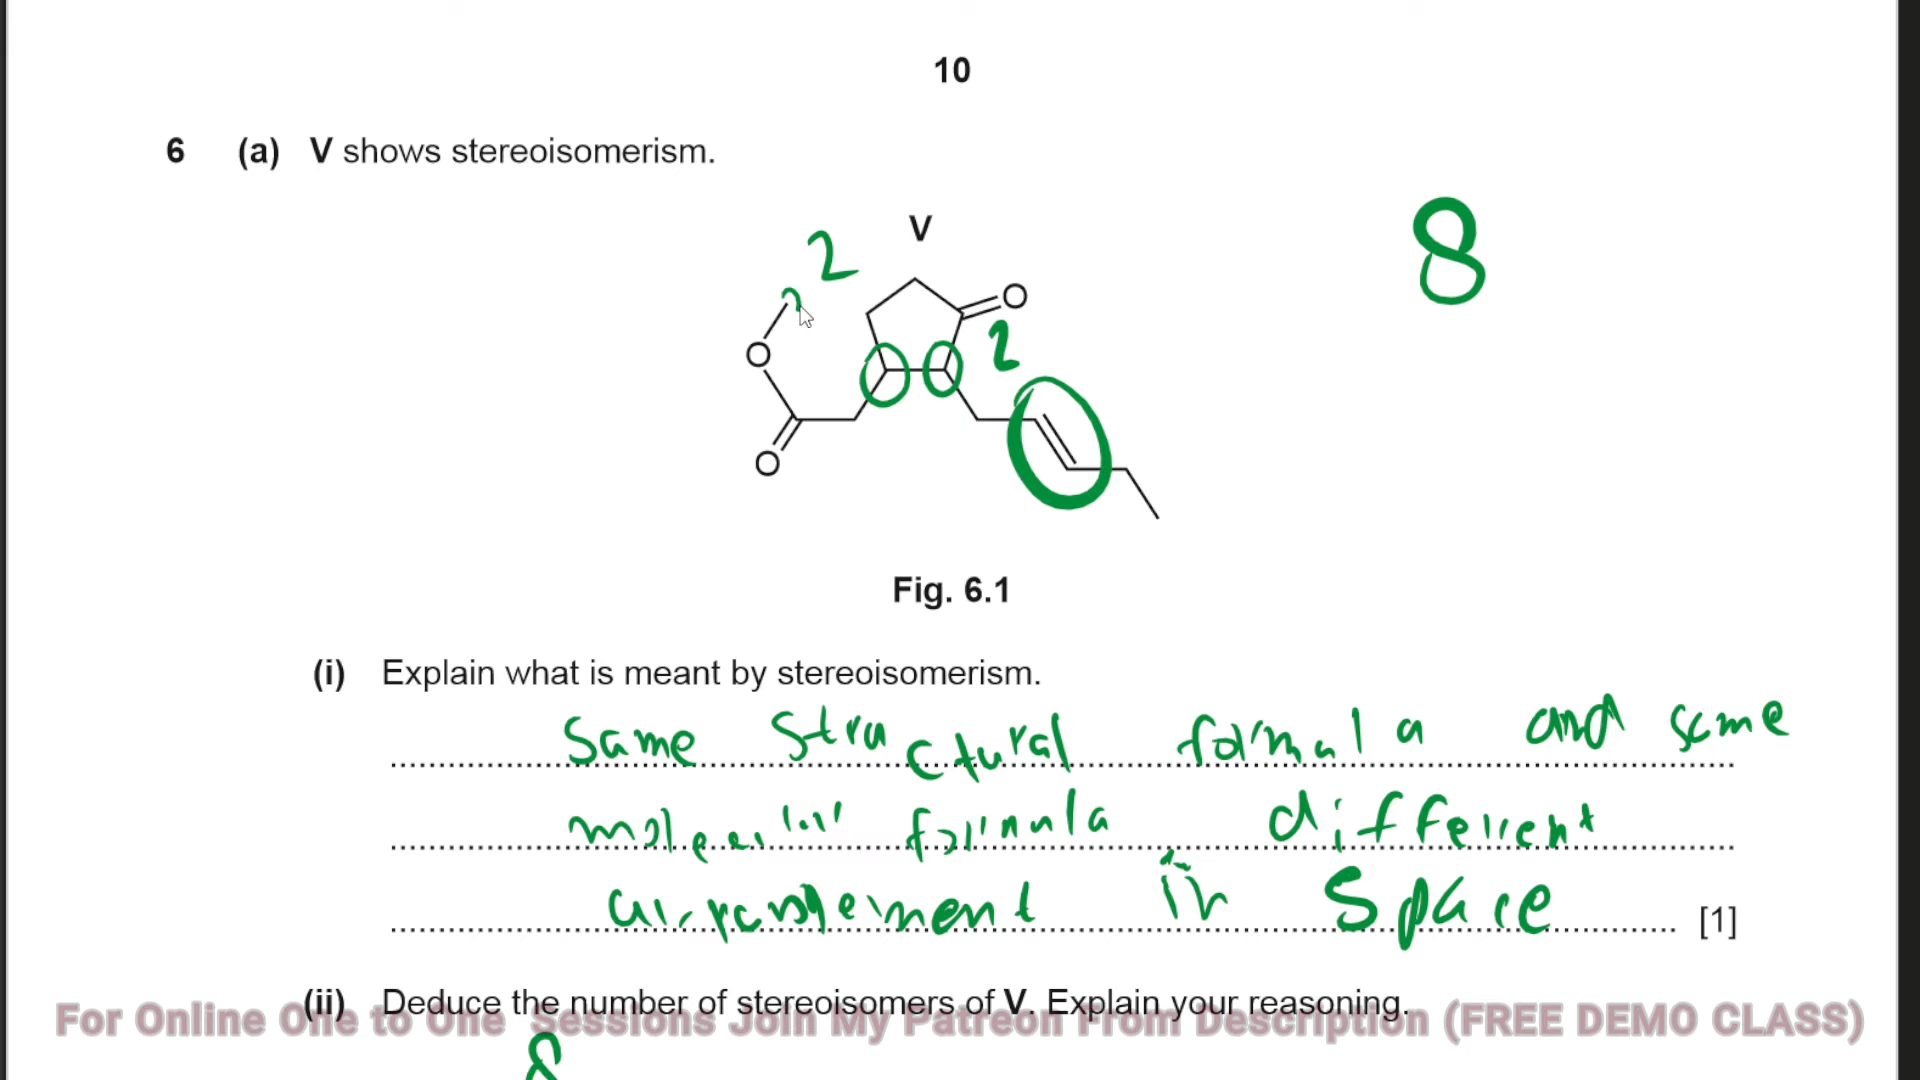 10
6 (a) V shows stereoisomerism.
V
8
2
O
2
O
O
Fig. 6.1
(i) Explain what is meant by stereoisomerism.
Same structural formula and same
molecular formula different
arrangement in space
[1]
(ii) Deduce the number of stereoisomers of V. Explain your reasoning.
For Online One to One Sessions Join My Patreon From Description (FREE DEMO CLASS)
8